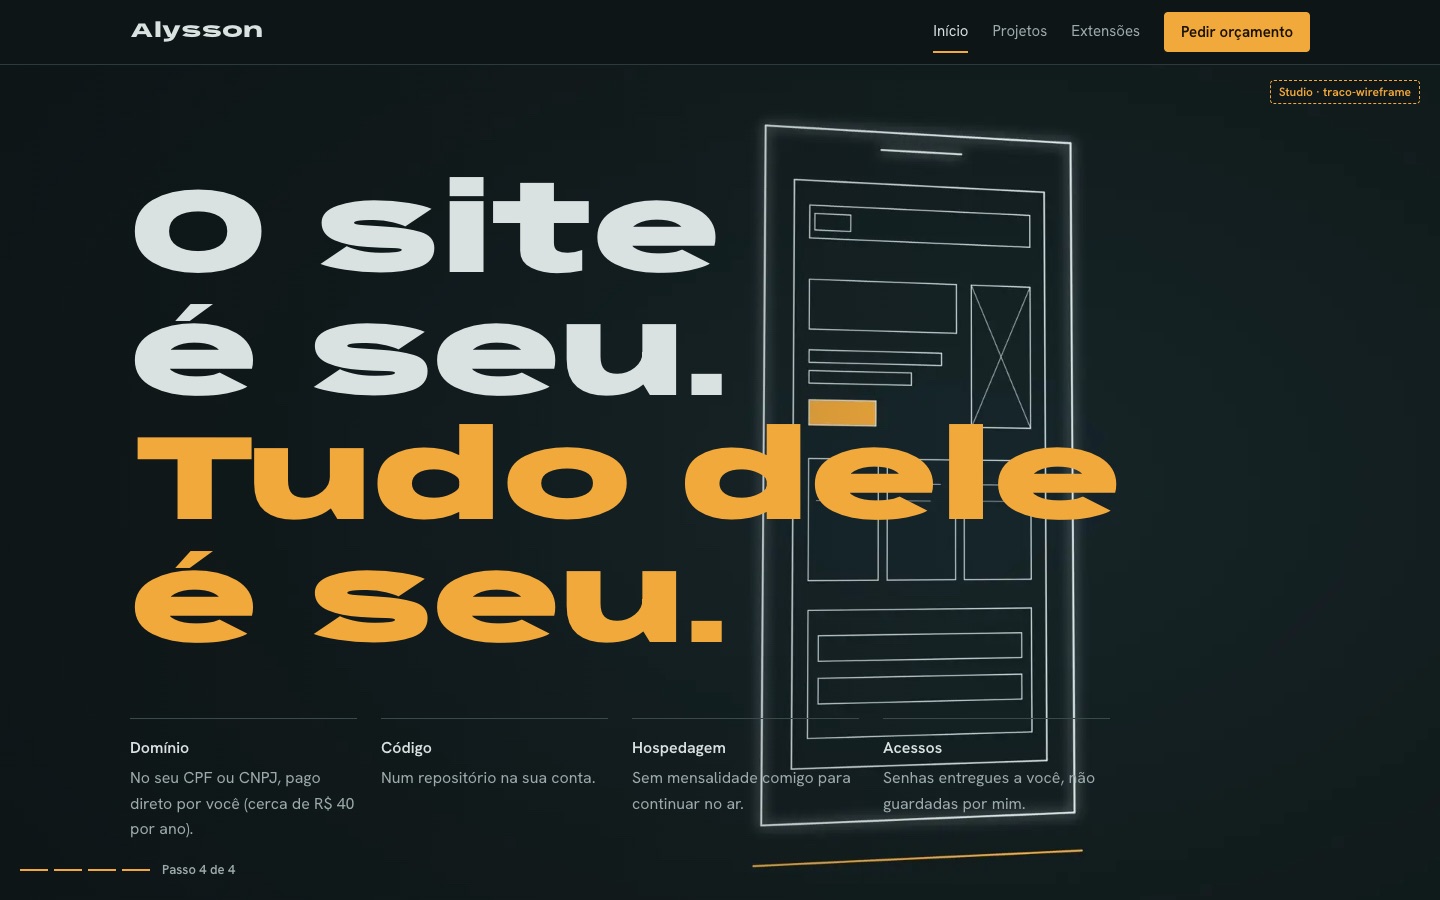 Alysson
Início
Projetos
Extensões
Pedir orçamento
Studio · traco-wireframe
O site
é seu.
Tudo dele
é seu.
Domínio
No seu CPF ou CNPJ, pago
direto por você (cerca de R$ 40
por ano).
Código
Num repositório na sua conta.
Hospedagem
Sem mensalidade comigo para
continuar no ar.
Acessos
Senhas entregues a você, não
guardadas por mim.
Passo 4 de 4